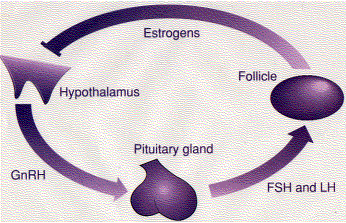 Estrogens
Follicle
Hypothalamus
Pituitary gland
GnRH
FSH and LH